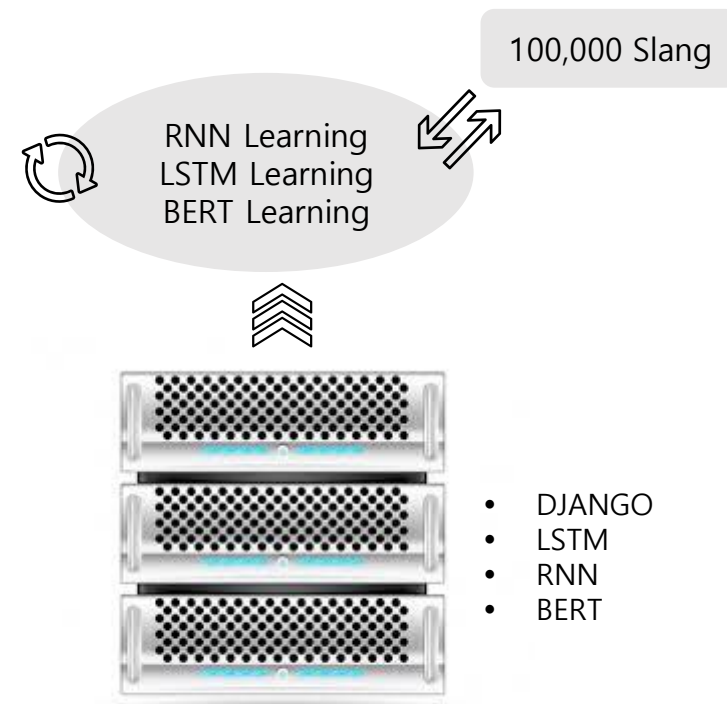 100,000 Slang
RNN Learning
LSTM Learning
BERT Learning
• DJANGO
• LSTM
• RNN
• BERT